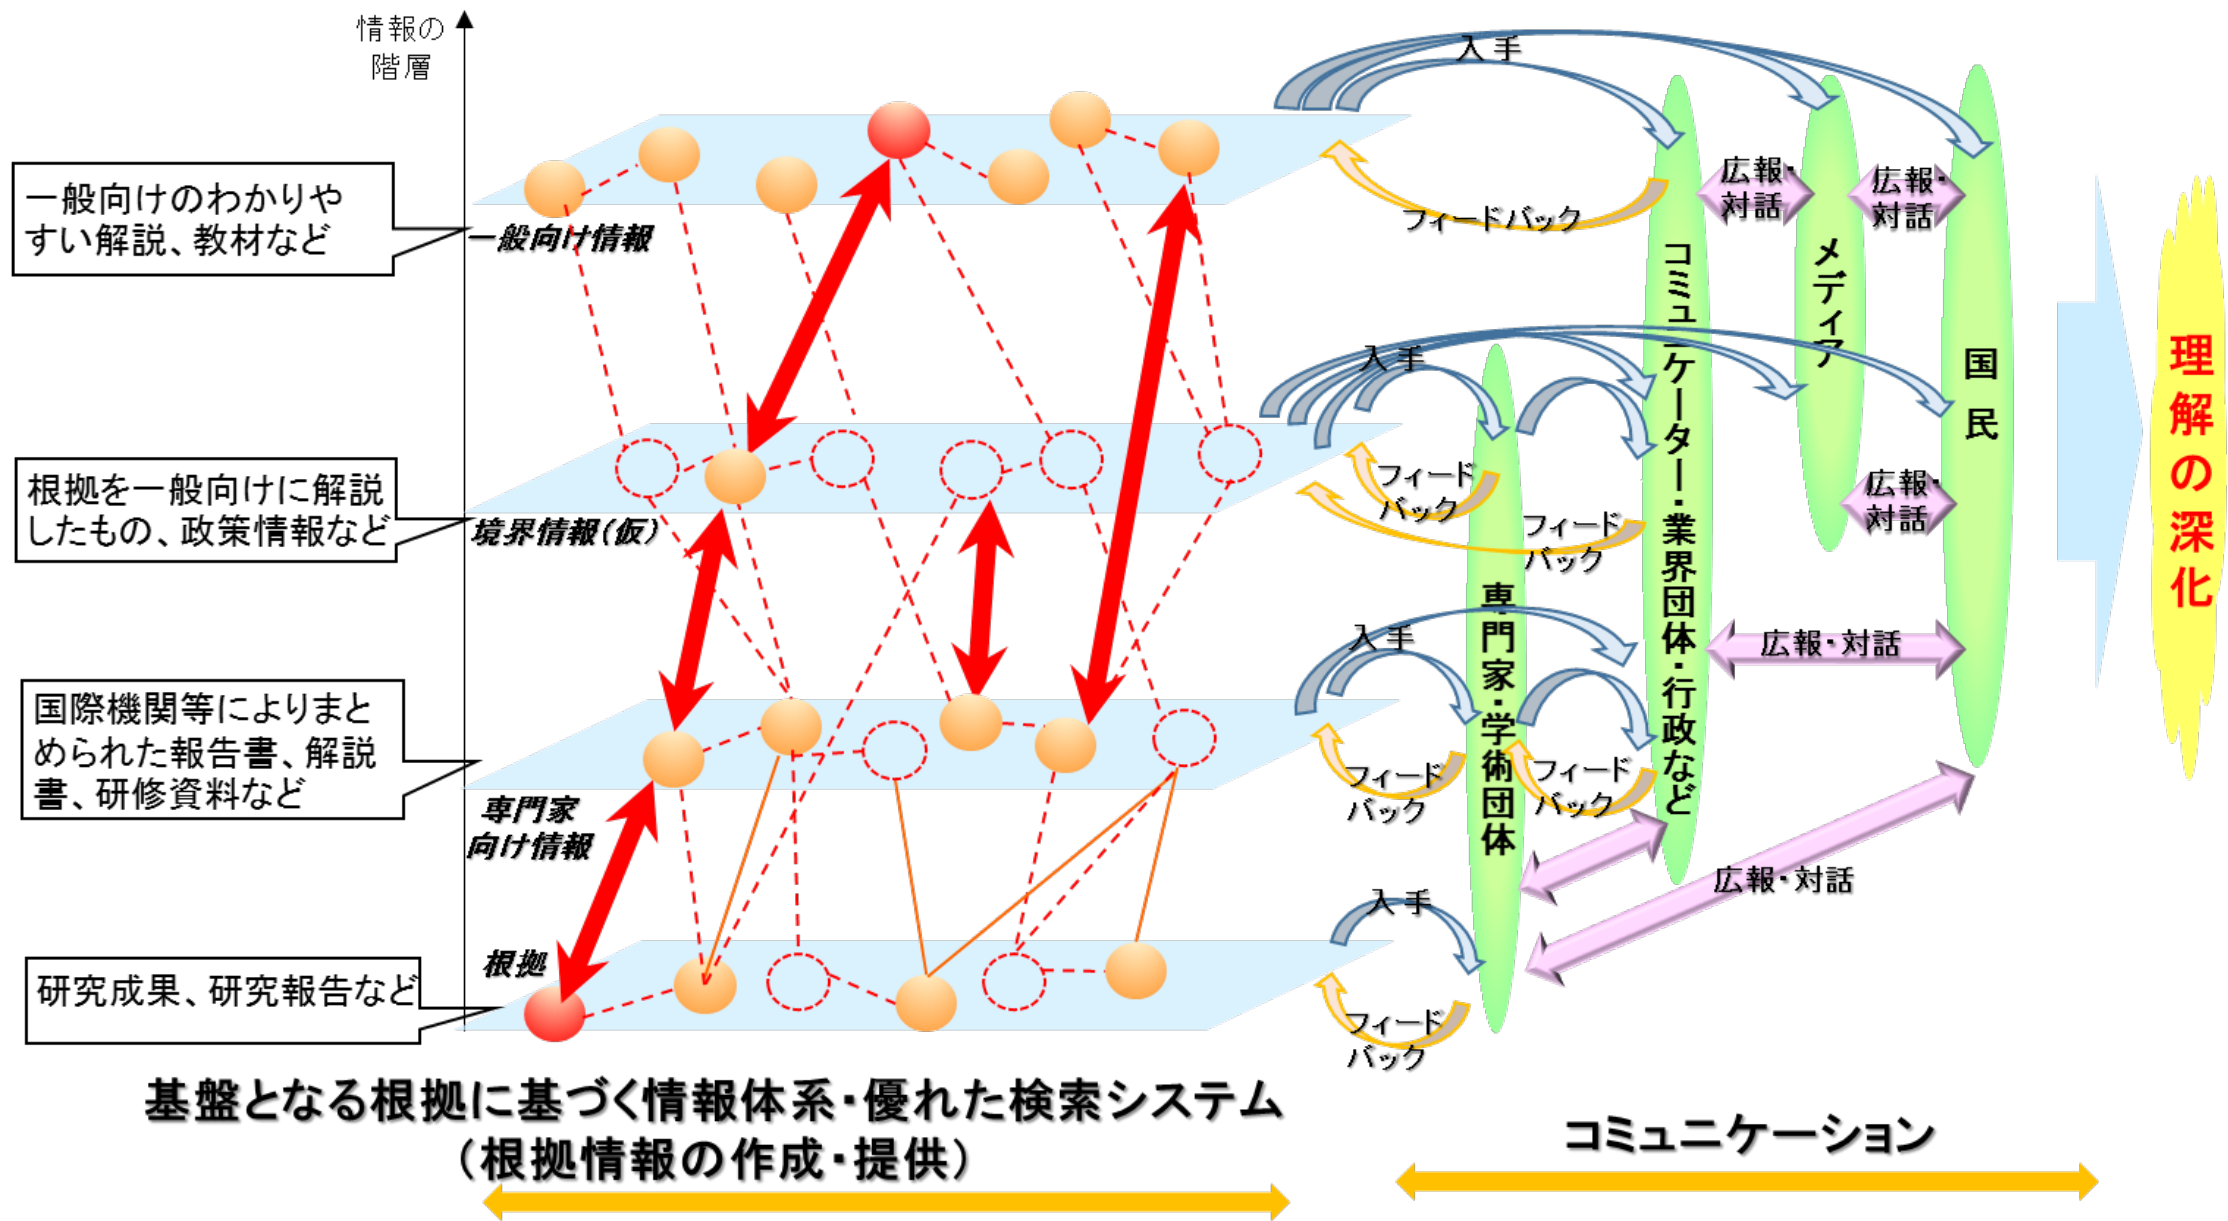 情報の
階層
一般向けのわかりや
すい解説、教材など
一般向け情報
根拠を一般向けに解説
したもの、政策情報など
境界情報(仮)
国際機関等によりまと
められた報告書、解説
書、研修資料など
専門家
向け情報
研究成果、研究報告など
根拠
基盤となる根拠に基づく情報体系・優れた検索システム
(根拠情報の作成・提供)
入手
フィードバック
広報・
対話
広報・
対話
入手
フィード
バック
フィード
バック
広報・
対話
入手
フィード
バック
フィード
バック
広報・対話
入手
フィード
バック
広報・対話
専門家・学術団体
コミュニケーター・業界団体・行政など
メディア
国民
理解の深化
コミュニケーション